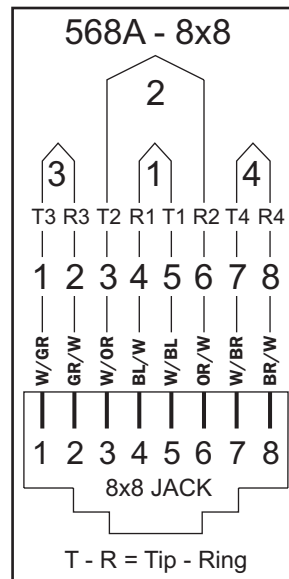 568A - 8x8
2
3 1 4
T3 R3 T2 R1 T1 R2 T4 R4
1 2 3 4 5 6 7 8
W/GR GR/W W/OR BL/W W/BL OR/W W/BR BR/W
1 2 3 4 5 6 7 8
8x8 JACK
T - R = Tip - Ring